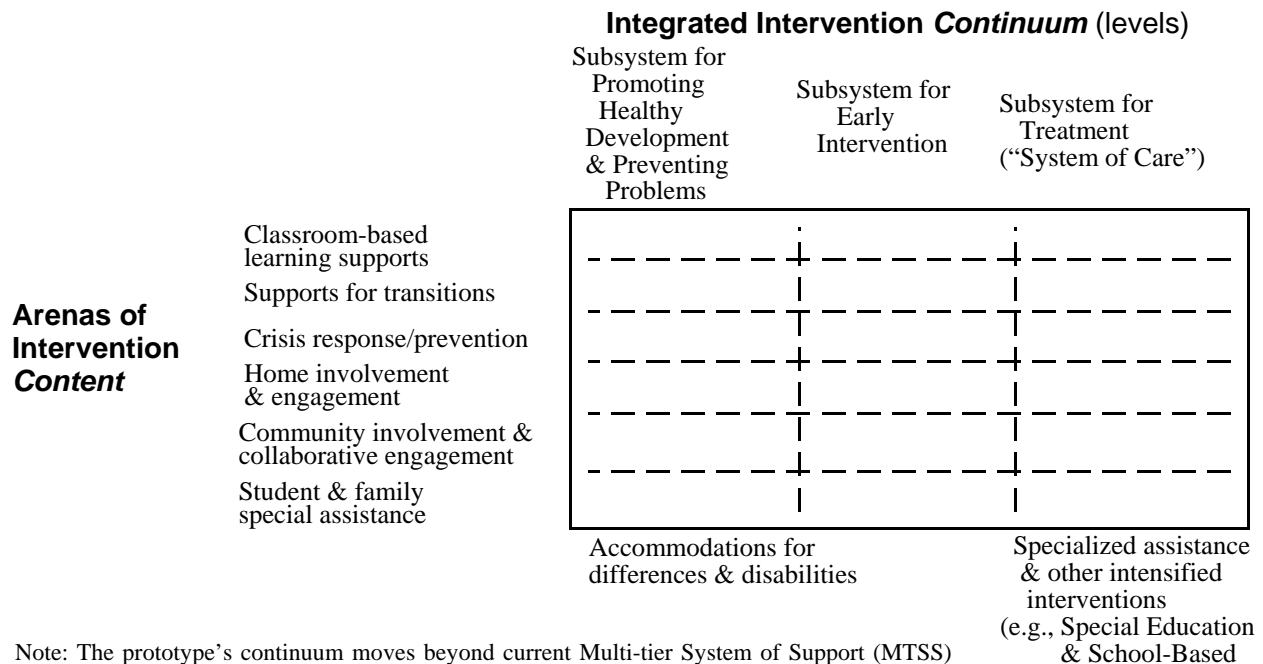 Integrated Intervention Continuum (levels)
Subsystem for
Promoting
Healthy
Development
& Preventing
Problems
Subsystem for
Early
Intervention
Subsystem for
Treatment
(“System of Care”)
Arenas of
Intervention
Content
Classroom-based
learning supports
Supports for transitions
Crisis response/prevention
Home involvement
& engagement
Community involvement &
collaborative engagement
Student & family
special assistance
Accommodations for
differences & disabilities
Specialized assistance
& other intensified
interventions
(e.g., Special Education
& School-Based
Note: The prototype’s continuum moves beyond current Multi-tier System of Support (MTSS)